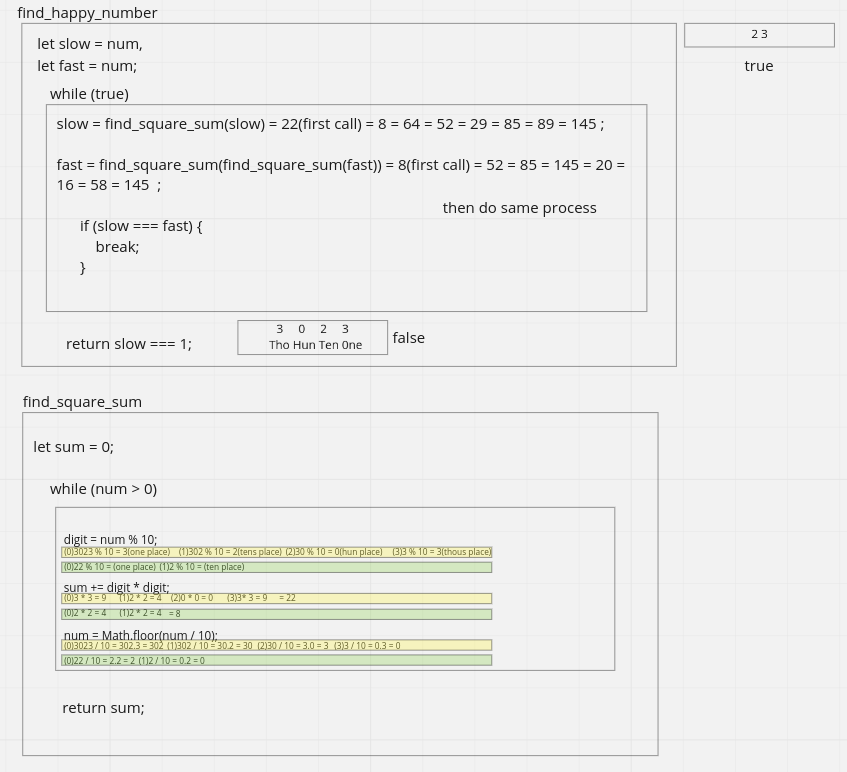 find_happy_number
let slow = num,
let fast = num;
2 3
true
while (true)
slow = find_square_sum(slow) = 22(first call) = 8 = 64 = 52 = 29 = 85 = 89 = 145 ;
fast = find_square_sum(find_square_sum(fast)) = 8(first call) = 52 = 85 = 145 = 20 =
16 = 58 = 145 ;
then do same process
if (slow === fast) {
break;
}
return slow === 1;
3 0 2 3
Tho Hun Ten 0ne
false
find_square_sum
let sum = 0;
while (num > 0)
digit = num % 10;
(0)3023 % 10 = 3(one place) (1)302 % 10 = 2(tens place) (2)30 % 10 = 0(hun place) (3)3 % 10 = 3(thous place)
(0)22 % 10 = (one place) (1)2 % 10 = (ten place)
sum += digit * digit;
(0)3 * 3 = 9 (1)2 * 2 = 4 (2)0 * 0 = 0 (3)3* 3 = 9 = 22
(0)2 * 2 = 4 (1)2 * 2 = 4 = 8
num = Math.floor(num / 10);
(0)3023 / 10 = 302.3 = 302 (1)302 / 10 = 30.2 = 30 (2)30 / 10 = 3.0 = 3 (3)3 / 10 = 0.3 = 0
(0)22 / 10 = 2.2 = 2 (1)2 / 10 = 0.2 = 0
return sum;